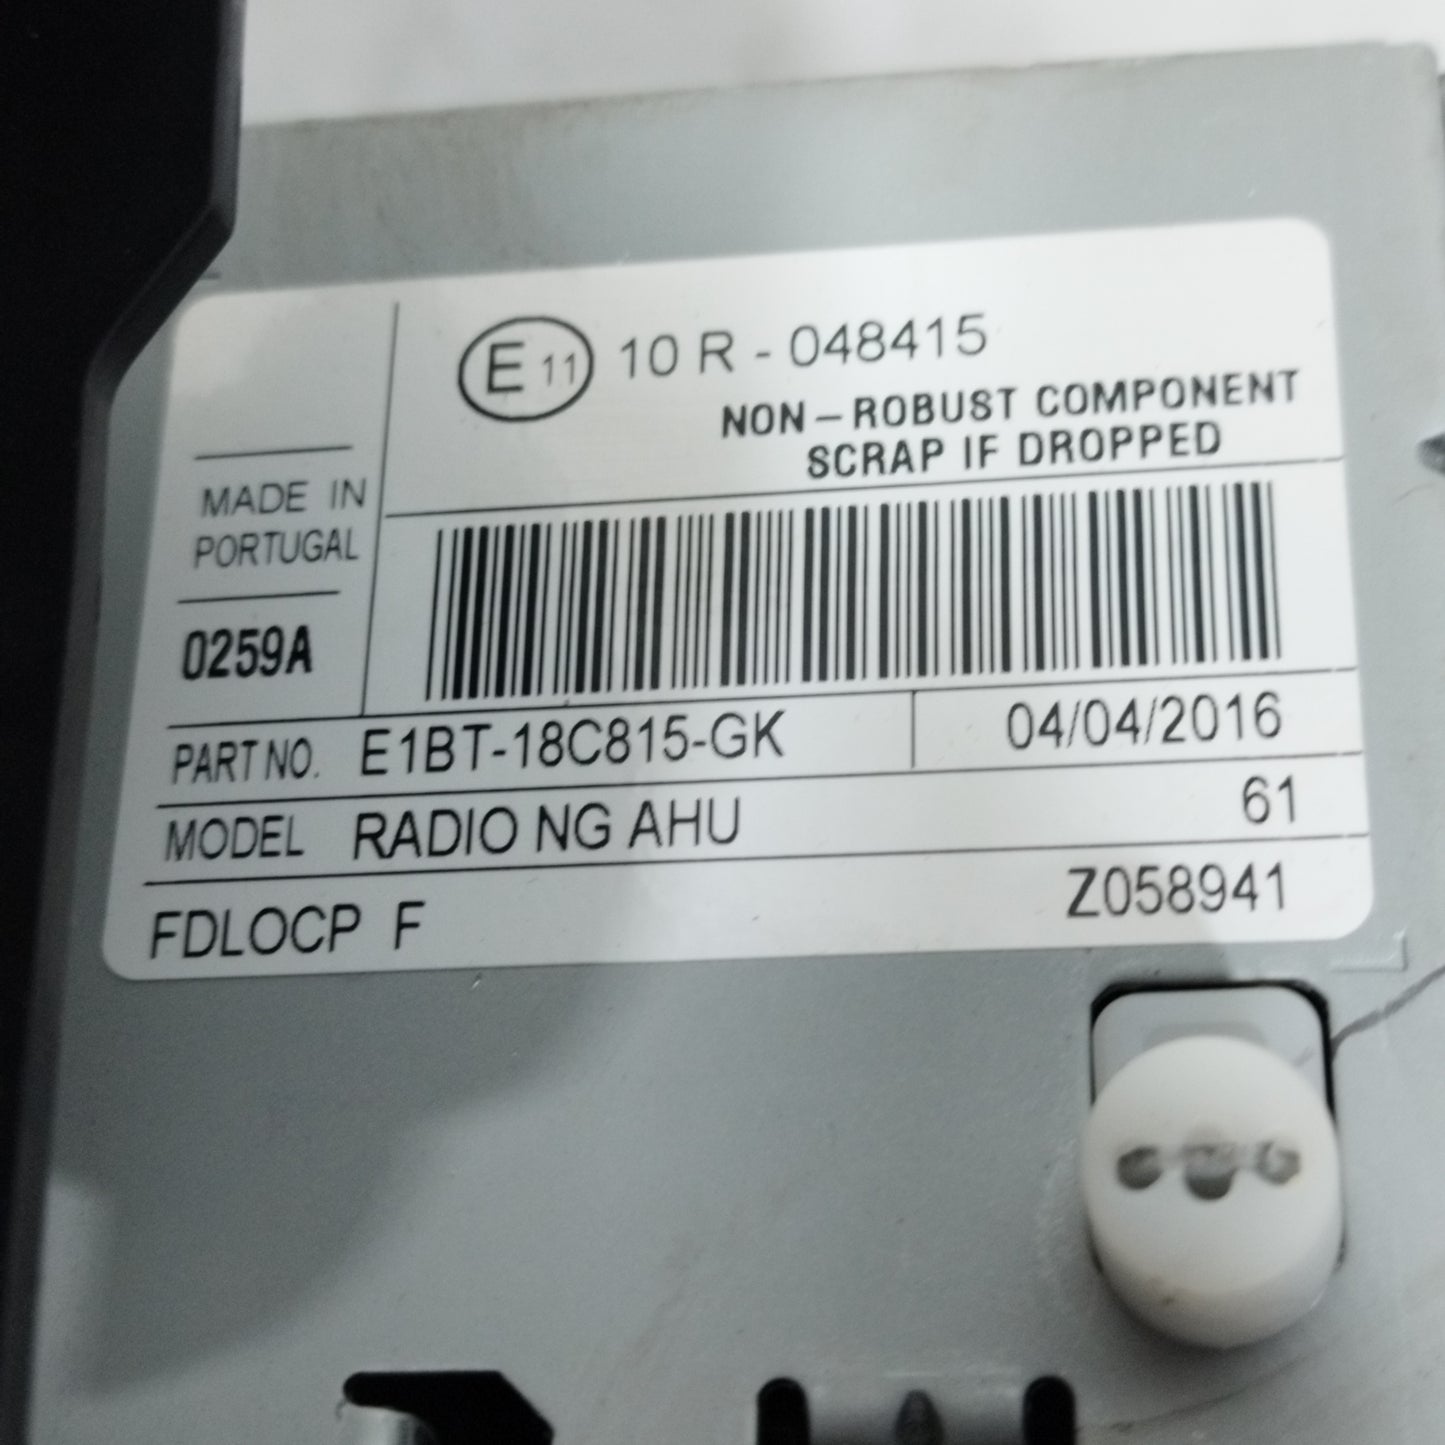 E 11 10 R - 048415
NON-ROBUST COMPONENT
SCRAP IF DROPPED
MADE IN
PORTUGAL
0259A
PART NO. E1BT-18C815-GK 04/04/2016
MODEL RADIO NG AHU 61
FDLOCP F Z058941